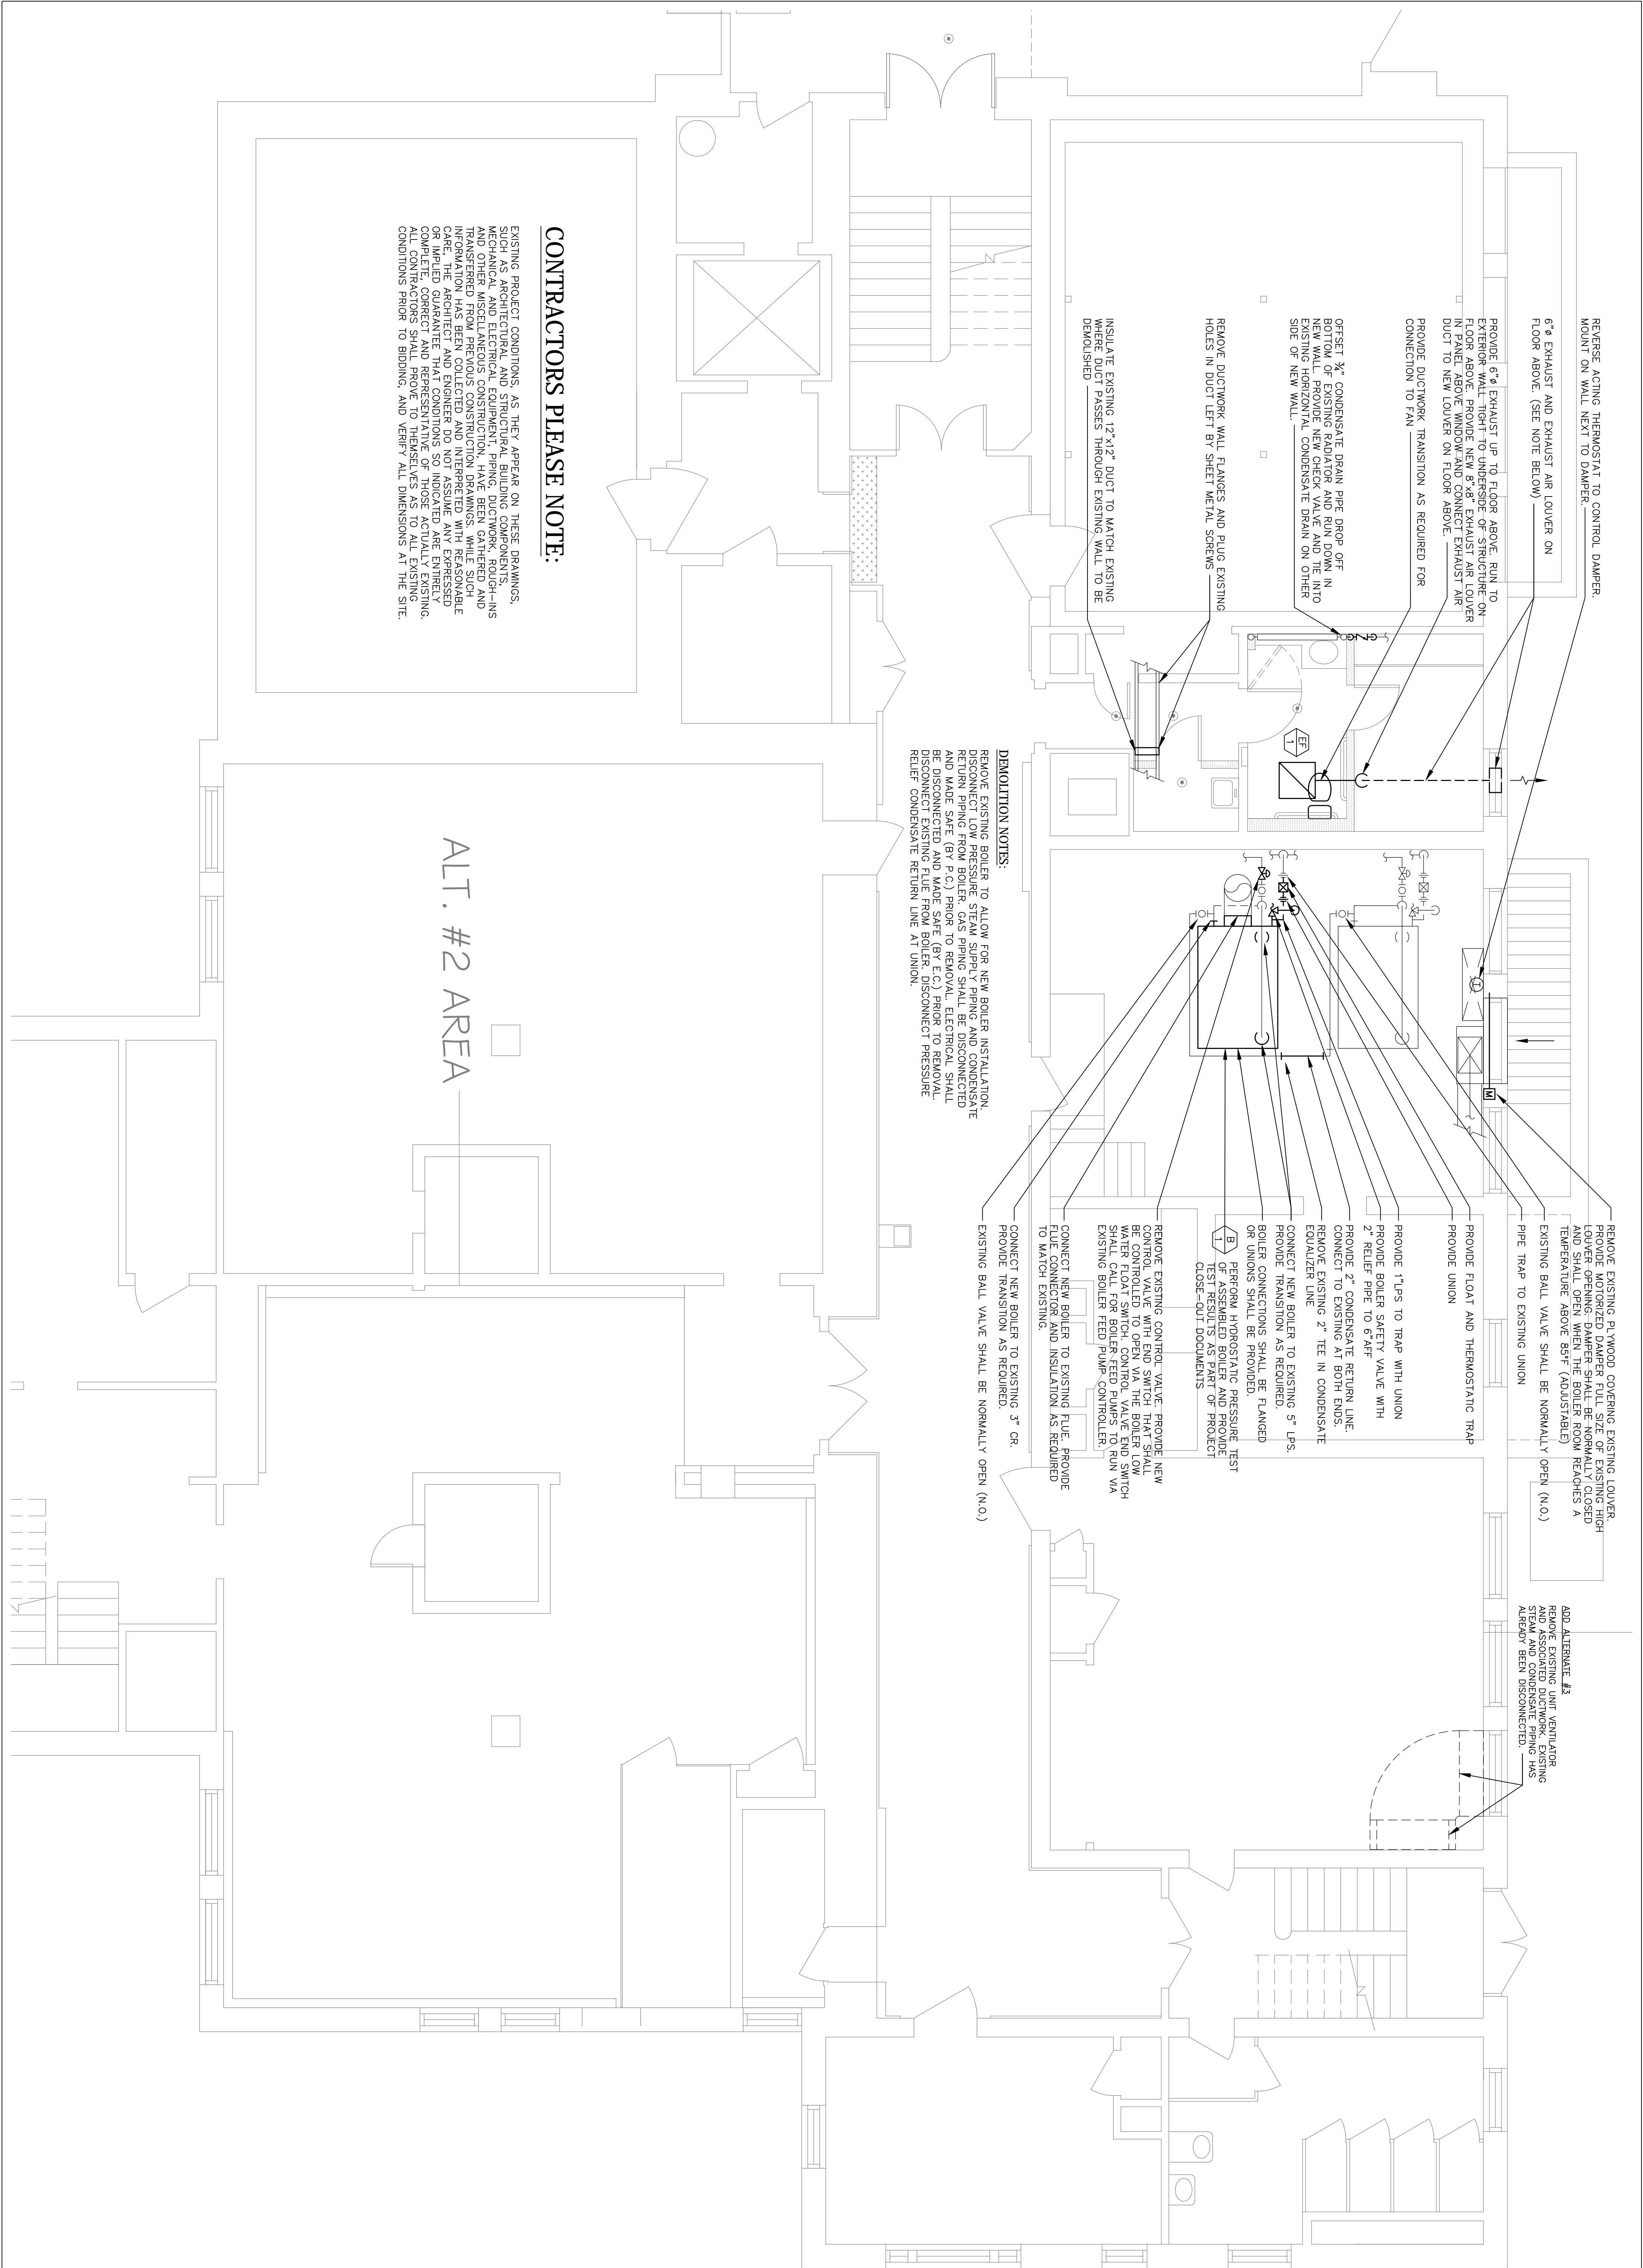 REVERSE ACTING THERMOSTAT TO CONTROL DAMPER.
MOUNT ON WALL NEXT TO DAMPER.
6"ø EXHAUST AND EXHAUST AIR LOUVER ON
FLOOR ABOVE. (SEE NOTE BELOW)
PROVIDE 6"ø EXHAUST UP TO FLOOR ABOVE. RUN TO
EXTERIOR WALL TIGHT TO UNDERSIDE OF STRUCTURE ON
FLOOR ABOVE. PROVIDE NEW 8"x8" EXHAUST AIR LOUVER
IN PANEL ABOVE WINDOW AND CONNECT EXHAUST AIR
DUCT TO NEW LOUVER ON FLOOR ABOVE.
PROVIDE DUCTWORK TRANSITION AS REQUIRED FOR
CONNECTION TO FAN
OFFSET ¾" CONDENSATE DRAIN PIPE DROP OFF
BOTTOM OF EXISTING RADIATOR AND RUN DOWN IN
NEW WALL. PROVIDE NEW CHECK VALVE AND TIE INTO
EXISTING HORIZONTAL CONDENSATE DRAIN ON OTHER
SIDE OF NEW WALL.
REMOVE DUCTWORK WALL FLANGES AND PLUG EXISTING
HOLES IN DUCT LEFT BY SHEET METAL SCREWS
INSULATE EXISTING 12"x12" DUCT TO MATCH EXISTING
WHERE DUCT PASSES THROUGH EXISTING WALL TO BE
DEMOLISHED
EF
1
T
M
REMOVE EXISTING PLYWOOD COVERING EXISTING LOUVER.
PROVIDE MOTORIZED DAMPER FULL SIZE OF EXISTING HIGH
LOUVER OPENING. DAMPER SHALL BE NORMALLY CLOSED
AND SHALL OPEN WHEN THE BOILER ROOM REACHES A
TEMPERATURE ABOVE 85°F (ADJUSTABLE)
EXISTING BALL VALVE SHALL BE NORMALLY OPEN (N.O.)
PIPE TRAP TO EXISTING UNION
PROVIDE FLOAT AND THERMOSTATIC TRAP
PROVIDE UNION
PROVIDE 1"LPS TO TRAP WITH UNION
PROVIDE BOILER SAFETY VALVE WITH
2" RELIEF PIPE TO 6"AFF
PROVIDE 2" CONDENSATE RETURN LINE.
CONNECT TO EXISTING AT BOTH ENDS.
REMOVE EXISTING 2" TEE IN CONDENSATE
EQUALIZER LINE
CONNECT NEW BOILER TO EXISTING 5" LPS.
PROVIDE TRANSITION AS REQUIRED.
BOILER CONNECTIONS SHALL BE FLANGED
OR UNIONS SHALL BE PROVIDED.
B
1
PERFORM HYDROSTATIC PRESSURE TEST
OF ASSEMBLED BOILER AND PROVIDE
TEST RESULTS AS PART OF PROJECT
CLOSE-OUT DOCUMENTS
REMOVE EXISTING CONTROL VALVE. PROVIDE NEW
CONTROL VALVE WITH END SWITCH THAT SHALL
BE CONTROLLED TO OPEN VIA THE BOILER LOW
WATER FLOAT SWITCH. CONTROL VALVE END SWITCH
SHALL CALL FOR BOILER FEED PUMPS TO RUN VIA
EXISTING BOILER FEED PUMP CONTROLLER.
CONNECT NEW BOILER TO EXISTING FLUE. PROVIDE
FLUE CONNECTOR AND INSULATION AS REQUIRED
TO MATCH EXISTING.
CONNECT NEW BOILER TO EXISTING 3" CR.
PROVIDE TRANSITION AS REQUIRED.
EXISTING BALL VALVE SHALL BE NORMALLY OPEN (N.O.)
ADD ALTERNATE #3
REMOVE EXISTING UNIT VENTILATOR
AND ASSOCIATED DUCTWORK. EXISTING
STEAM AND CONDENSATE PIPING HAS
ALREADY BEEN DISCONNECTED.
DEMOLITION NOTES:
REMOVE EXISTING BOILER TO ALLOW FOR NEW BOILER INSTALLATION.
DISCONNECT LOW PRESSURE STEAM SUPPLY PIPING AND CONDENSATE
RETURN PIPING FROM BOILER. GAS PIPING SHALL BE DISCONNECTED
AND MADE SAFE (BY P.C.) PRIOR TO REMOVAL. ELECTRICAL SHALL
BE DISCONNECTED AND MADE SAFE (BY E.C.) PRIOR TO REMOVAL.
DISCONNECT EXISTING FLUE FROM BOILER. DISCONNECT PRESSURE
RELIEF CONDENSATE RETURN LINE AT UNION.
CONTRACTORS PLEASE NOTE:
EXISTING PROJECT CONDITIONS, AS THEY APPEAR ON THESE DRAWINGS,
SUCH AS ARCHITECTURAL AND STRUCTURAL BUILDING COMPONENTS,
MECHANICAL AND ELECTRICAL EQUIPMENT, PIPING, DUCTWORK, ROUGH-INS
AND OTHER MISCELLANEOUS CONSTRUCTION, HAVE BEEN GATHERED AND
TRANSFERRED FROM PREVIOUS CONSTRUCTION DRAWINGS. WHILE SUCH
INFORMATION HAS BEEN COLLECTED AND INTERPRETED WITH REASONABLE
CARE, THE ARCHITECT AND ENGINEER DO NOT ASSUME ANY EXPRESSED
OR IMPLIED GUARANTEE THAT CONDITIONS SO INDICATED ARE ENTIRELY
COMPLETE, CORRECT AND REPRESENTATIVE OF THOSE ACTUALLY EXISTING.
ALL CONTRACTORS SHALL PROVE TO THEMSELVES AS TO ALL EXISTING
CONDITIONS PRIOR TO BIDDING, AND VERIFY ALL DIMENSIONS AT THE SITE.
ALT. #2 AREA